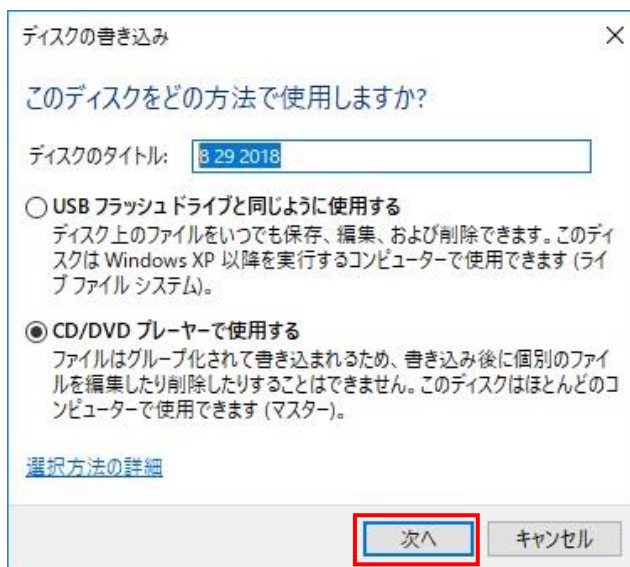 ディスクの書き込み
このディスクをどの方法で使用しますか?
ディスクのタイトル: 8 29 2018
USB フラッシュドライブと同じように使用する
ディスク上のファイルをいつでも保存、編集、および削除できます。このディ
スクは Windows XP 以降を実行するコンピューターで使用できます (ライ
ブ ファイル システム)。
CD/DVD プレーヤーで使用する
ファイルはグループ化されて書き込まれるため、書き込み後に個別のファイ
ルを編集したり削除したりすることはできません。このディスクはほとんどのコ
ンピューターで使用できます (マスター)。
選択方法の詳細
次へ キャンセル